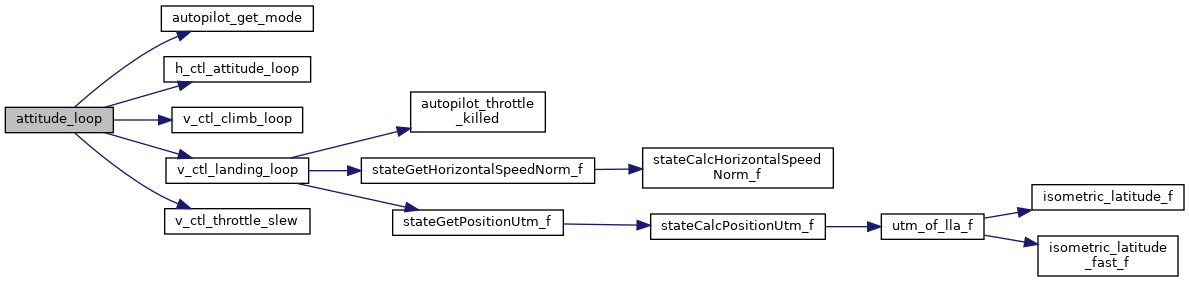 autopilot_get_mode
h_ctl_attitude_loop
attitude_loop
v_ctl_climb_loop
v_ctl_landing_loop
v_ctl_throttle_slew
autopilot_throttle
_killed
stateGetHorizontalSpeedNorm_f
stateGetPositionUtm_f
stateCalcHorizontalSpeed
Norm_f
stateCalcPositionUtm_f
utm_of_lla_f
isometric_latitude_f
isometric_latitude
_fast_f